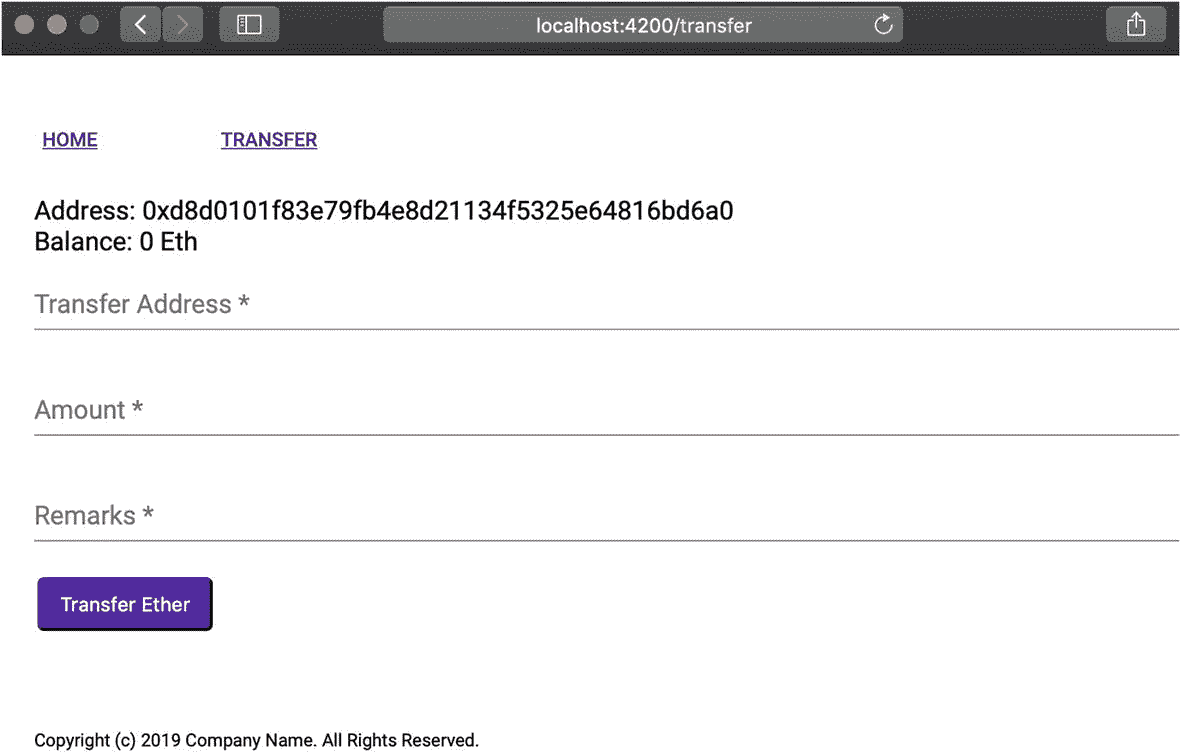 localhost:4200/transfer
HOME TRANSFER
Address: 0xd8d0101f83e79fb4e8d21134f5325e64816bd6a0
Balance: 0 Eth
Transfer Address *
Amount *
Remarks *
Transfer Ether
Copyright (c) 2019 Company Name. All Rights Reserved.